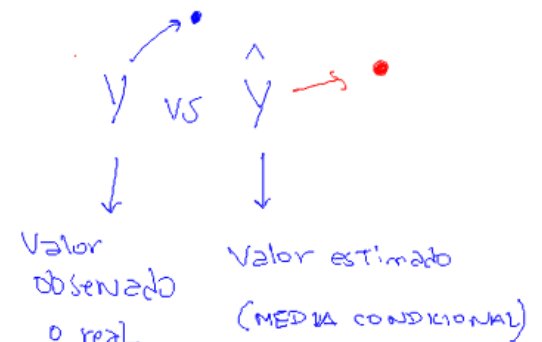 Y vs Ŷ
Valor
observado
o real
Valor estimado
(MEDIA CONDICIONAL)